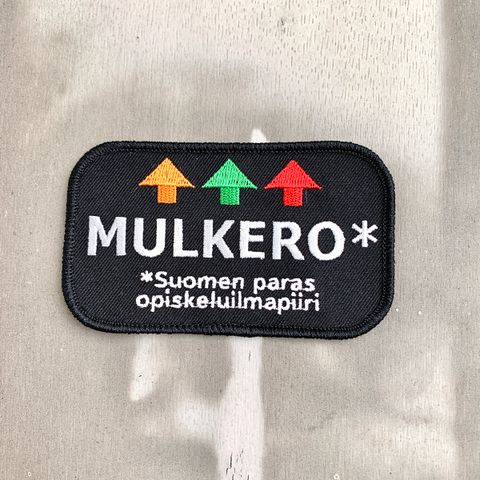 MULKERO*
*Suomen paras
opiskeluilmapiiri